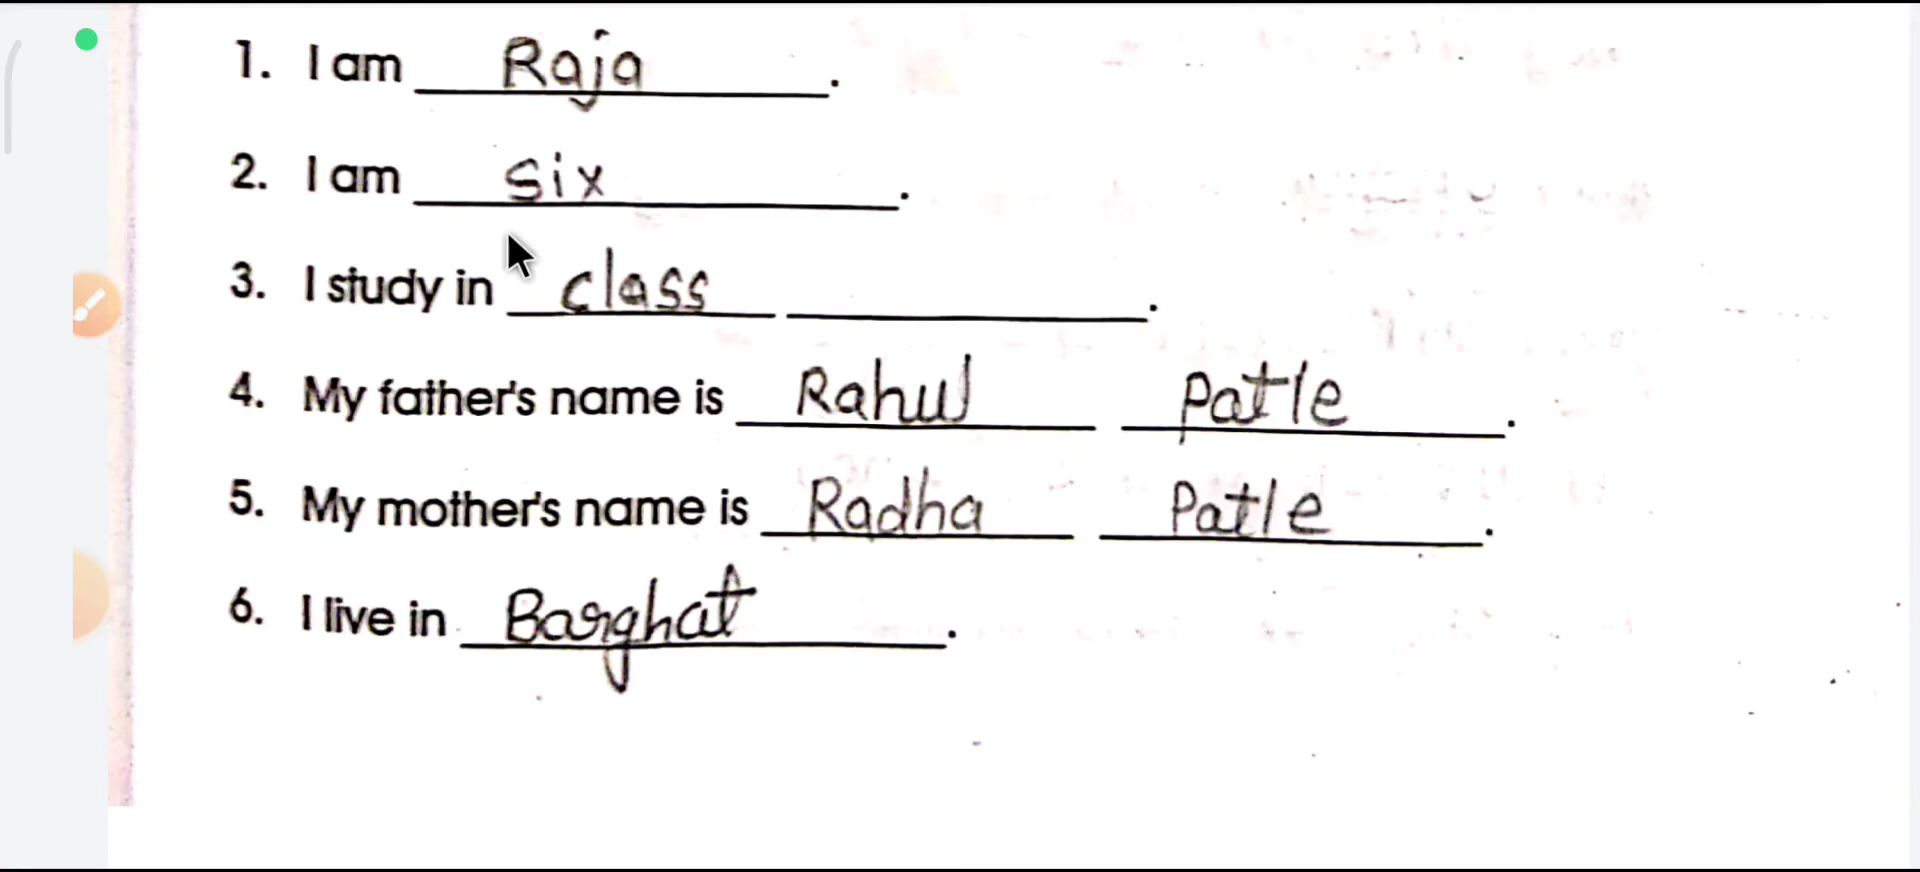 1. I am Raja.
2. I am six.
3. I study in class .
4. My father's name is Rahul Patle.
5. My mother's name is Radha Patle.
6. I live in Barghat.